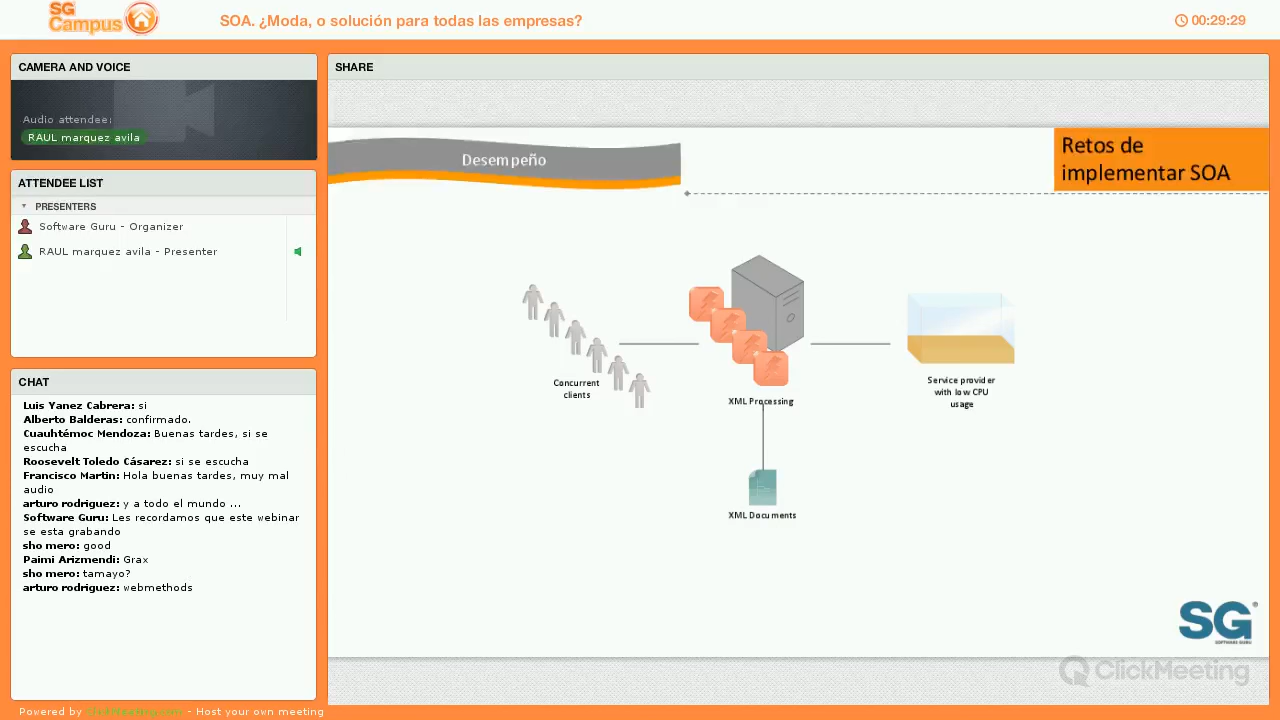 SG
Campus
SOA. ¿Moda, o solución para todas las empresas?
00:29:29
CAMERA AND VOICE
Audio attendee:
RAUL marquez avila
ATTENDEE LIST
PRESENTERS
Software Guru - Organizer
RAUL marquez avila - Presenter
CHAT
Luis Yanez Cabrera: si
Alberto Balderas: confirmado.
Cuauhtémoc Mendoza: Buenas tardes, si se
escucha
Roosevelt Toledo Cásarez: si se escucha
Francisco Martin: Hola buenas tardes, muy mal
audio
arturo rodriguez: y a todo el mundo ...
Software Guru: Les recordamos que este webinar
se esta grabando
sho mero: good
Paimi Arizmendi: Grax
sho mero: tamayo?
arturo rodriguez: webmethods
SHARE
Desempeño
Retos de
implementar SOA
Concurrent
clients
XML Processing
Service provider
with low CPU
usage
XML Documents
SG
SOFTWARE GURU
ClickMeeting
Powered by ClickMeeting.com - Host your own meeting